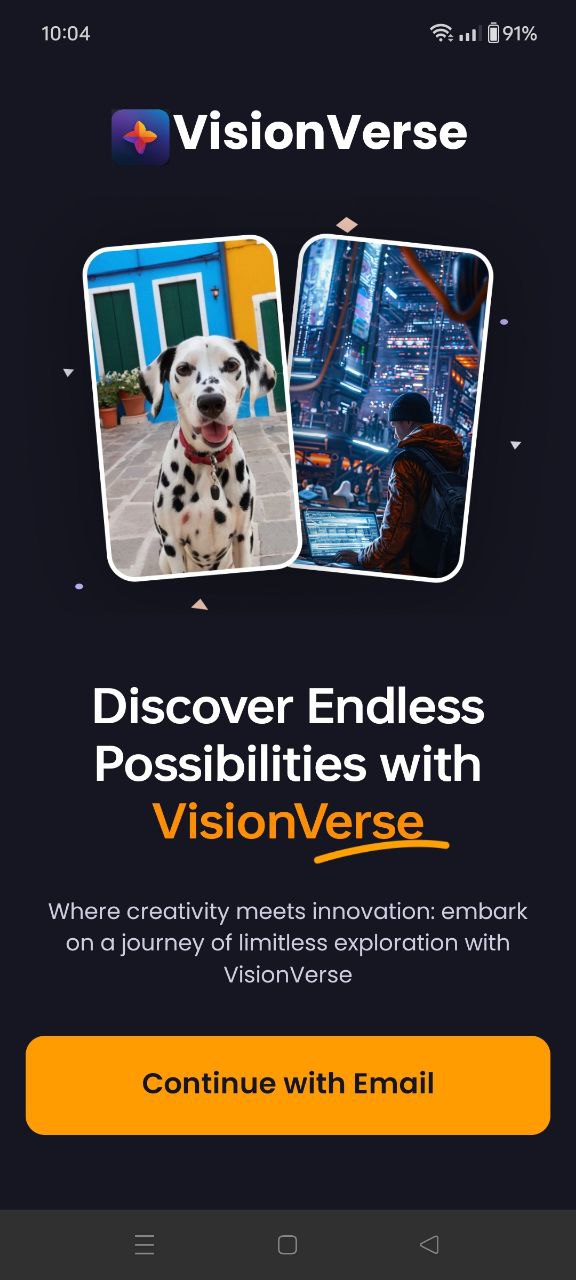 10:04 91%
VisionVerse
Discover Endless
Possibilities with
VisionVerse
Where creativity meets innovation: embark
on a journey of limitless exploration with
VisionVerse
Continue with Email